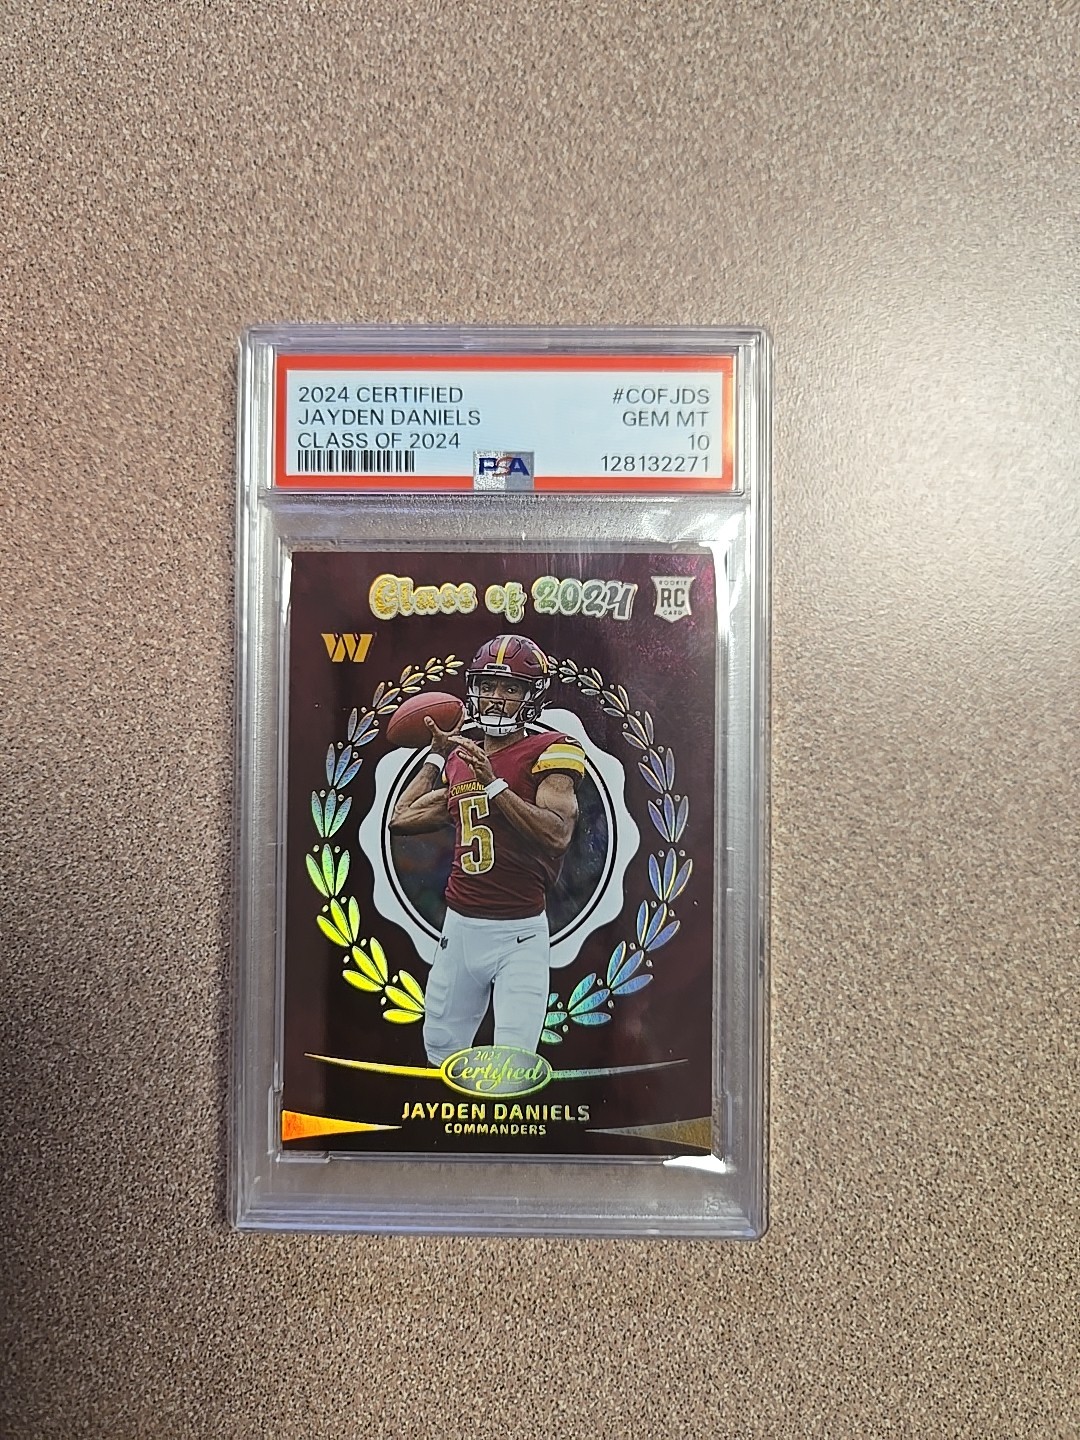 2024 CERTIFIED #COFJDS
JAYDEN DANIELS GEM MT
CLASS OF 2024 10
PSA 128132271
Class of 2024
ROOKIE
RC
CARD
W
5
2024
Certified
JAYDEN DANIELS
COMMANDERS